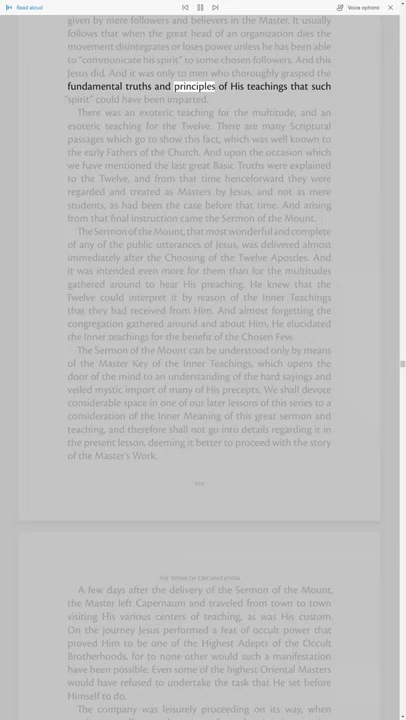 Read aloud
Voice options
given by mere followers and believers in the Master. It usually
follows that when the great head of an organization dies the
movement disintegrates or loses power unless he has been able
to “communicate his spirit” to some chosen followers. And this
Jesus did. And it was only to men who thoroughly grasped the
fundamental truths and principles of His teachings that such
“spirit” could have been imparted.
There was an exoteric teaching for the multitude, and an
esoteric teaching for the Twelve. There are many Scriptural
passages which go to show this fact, which was well known to
the early Fathers of the Church. And upon the occasion which
we have mentioned the last great Basic Truths were explained
to the Twelve, and from that time henceforward they were
regarded and treated as Masters by Jesus, and not as mere
students, as had been the case before that time. And arising
from that final instruction came the Sermon of the Mount.
The Sermon of the Mount, that most wonderful and complete
of any of the public utterances of Jesus, was delivered almost
immediately after the Choosing of the Twelve Apostles. And
it was intended even more for them than for the multitudes
gathered around to hear His preaching. He knew that the
Twelve could interpret it by reason of the Inner Teachings
that they had received from Him. And almost forgetting the
congregation gathered around and about Him, He elucidated
the Inner teachings for the benefit of the Chosen Few.
The Sermon of the Mount can be understood only by means
of the Master Key of the Inner Teachings, which opens the
door of the mind to an understanding of the hard sayings and
veiled mystic import of many of His precepts. We shall devote
considerable space in one of our later lessons of this series to a
consideration of the Inner Meaning of this great sermon and
teaching, and therefore shall not go into details regarding it in
the present lesson, deeming it better to proceed with the story
of the Master’s Work.
The Work of Organization
A few days after the delivery of the Sermon of the Mount,
the Master left Capernaum and traveled from town to town
visiting His various centers of teaching, as was His custom.
On the journey Jesus performed a feat of occult power that
proved Him to be one of the Highest Adepts of the Occult
Brotherhoods, for to none other would such a manifestation
have been possible. Even some of the highest Oriental Masters
would have refused to undertake the task that He set before
Himself to do.
The company was leisurely proceeding on its way, when